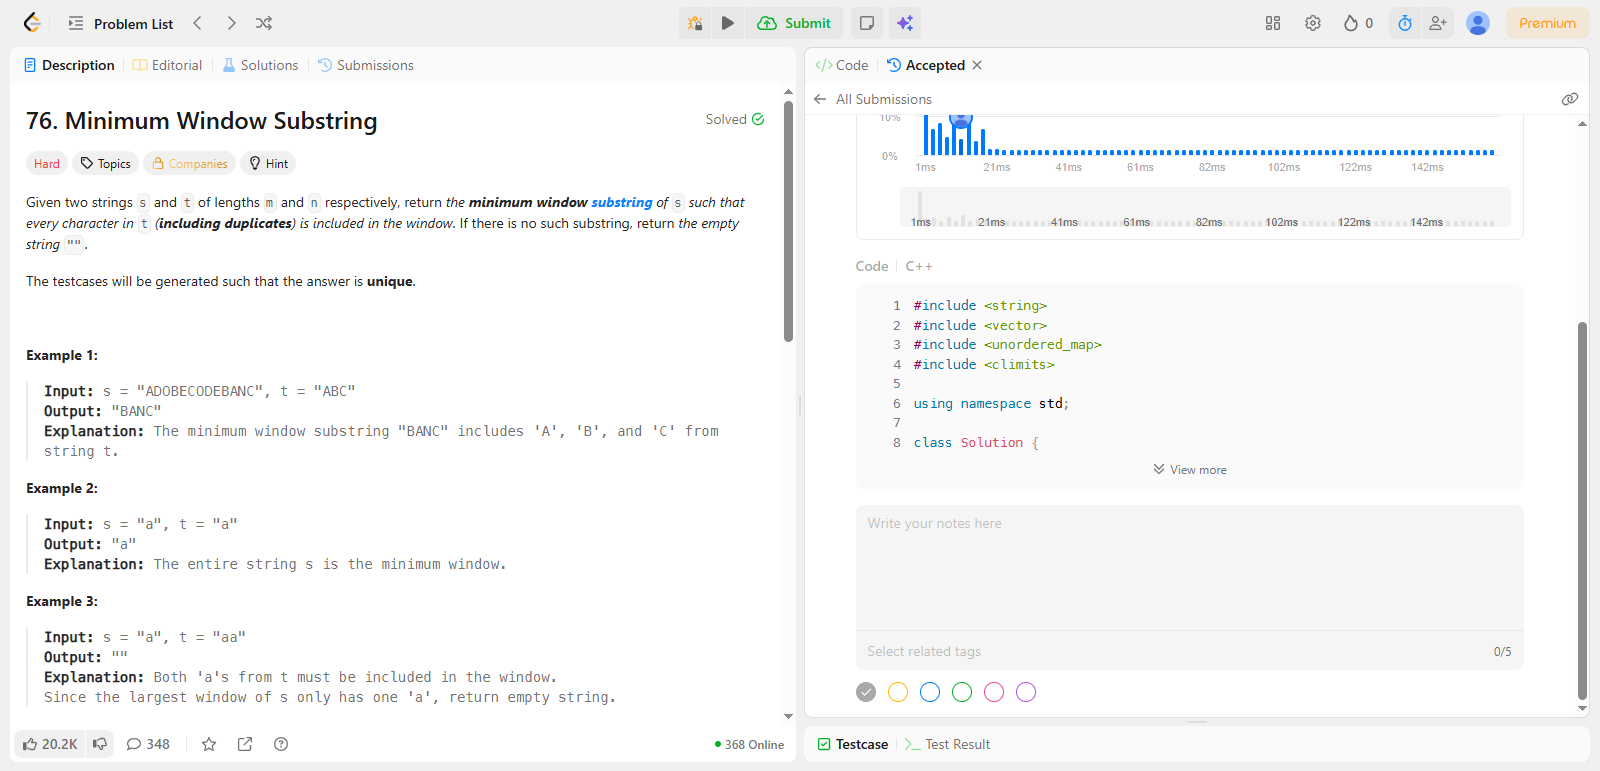 Problem List
Submit
0
Premium
Description
Editorial
Solutions
Submissions
76. Minimum Window Substring
Solved
Hard
Topics
Companies
Hint
Given two strings s and t of lengths m and n respectively, return the minimum window substring of s such that
every character in t (including duplicates) is included in the window. If there is no such substring, return the empty
string "".
The testcases will be generated such that the answer is unique.
Example 1:
Input: s = "ADOBECODEBANC", t = "ABC"
Output: "BANC"
Explanation: The minimum window substring "BANC" includes 'A', 'B', and 'C' from
string t.
Example 2:
Input: s = "a", t = "a"
Output: "a"
Explanation: The entire string s is the minimum window.
Example 3:
Input: s = "a", t = "aa"
Output: ""
Explanation: Both 'a's from t must be included in the window.
Since the largest window of s only has one 'a', return empty string.
20.2K
348
368 Online
Code
Accepted
All Submissions
10%
0%
1ms 21ms 41ms 61ms 82ms 102ms 122ms 142ms
1ms 21ms 41ms 61ms 82ms 102ms 122ms 142ms
Code
C++
1 #include <string>
2 #include <vector>
3 #include <unordered_map>
4 #include <climits>
5
6 using namespace std;
7
8 class Solution {
View more
Write your notes here
Select related tags
0/5
Testcase
Test Result